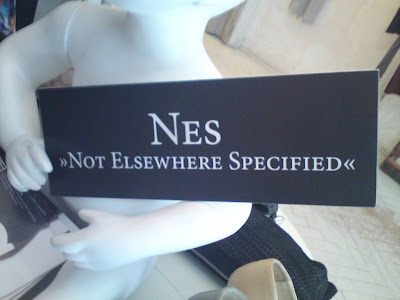 Nes
»Not Elsewhere Specified«